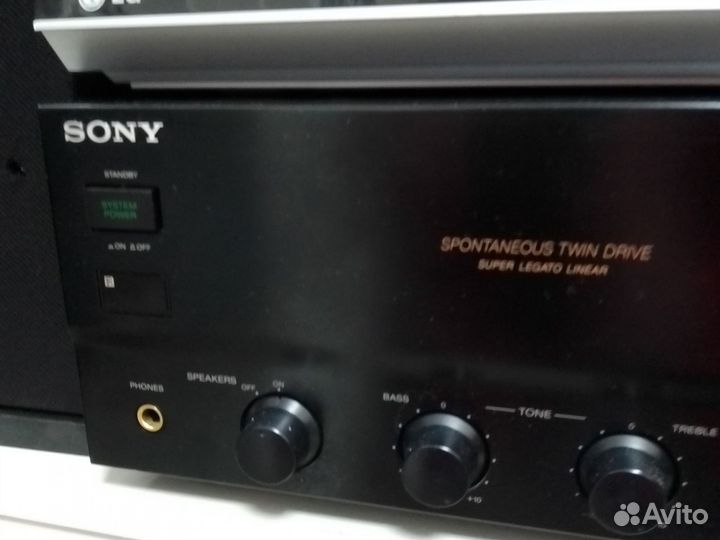 LG
SONY
STANDBY
SYSTEM
POWER
ON OFF
SPONTANEOUS TWIN DRIVE
SUPER LEGATO LINEAR
PHONES
SPEAKERS OFF ON
BASS 0 TONE 0 TREBLE
+10
Avito